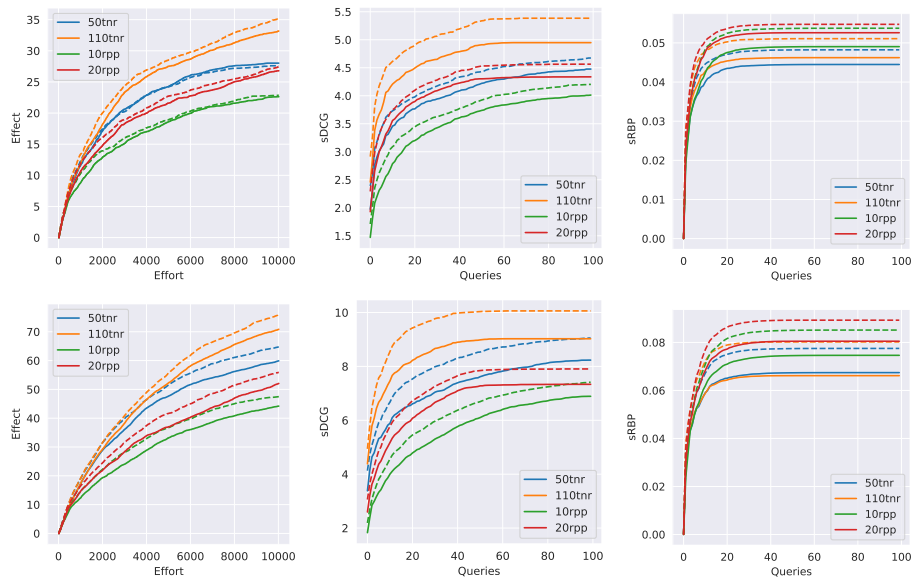 35
30
25
20
15
10
5
0
Effect
50tnr
110tnr
10rpp
20rpp
0 2000 4000 6000 8000 10000
Effort
5.5
5.0
4.5
4.0
3.5
3.0
2.5
2.0
1.5
sDCG
50tnr
110tnr
10rpp
20rpp
0 20 40 60 80 100
Queries
0.05
0.04
0.03
0.02
0.01
0.00
sRBP
50tnr
110tnr
10rpp
20rpp
0 20 40 60 80 100
Queries
70
60
50
40
30
20
10
0
Effect
50tnr
110tnr
10rpp
20rpp
0 2000 4000 6000 8000 10000
Effort
10
8
6
4
2
sDCG
50tnr
110tnr
10rpp
20rpp
0 20 40 60 80 100
Queries
0.08
0.06
0.04
0.02
0.00
sRBP
50tnr
110tnr
10rpp
20rpp
0 20 40 60 80 100
Queries